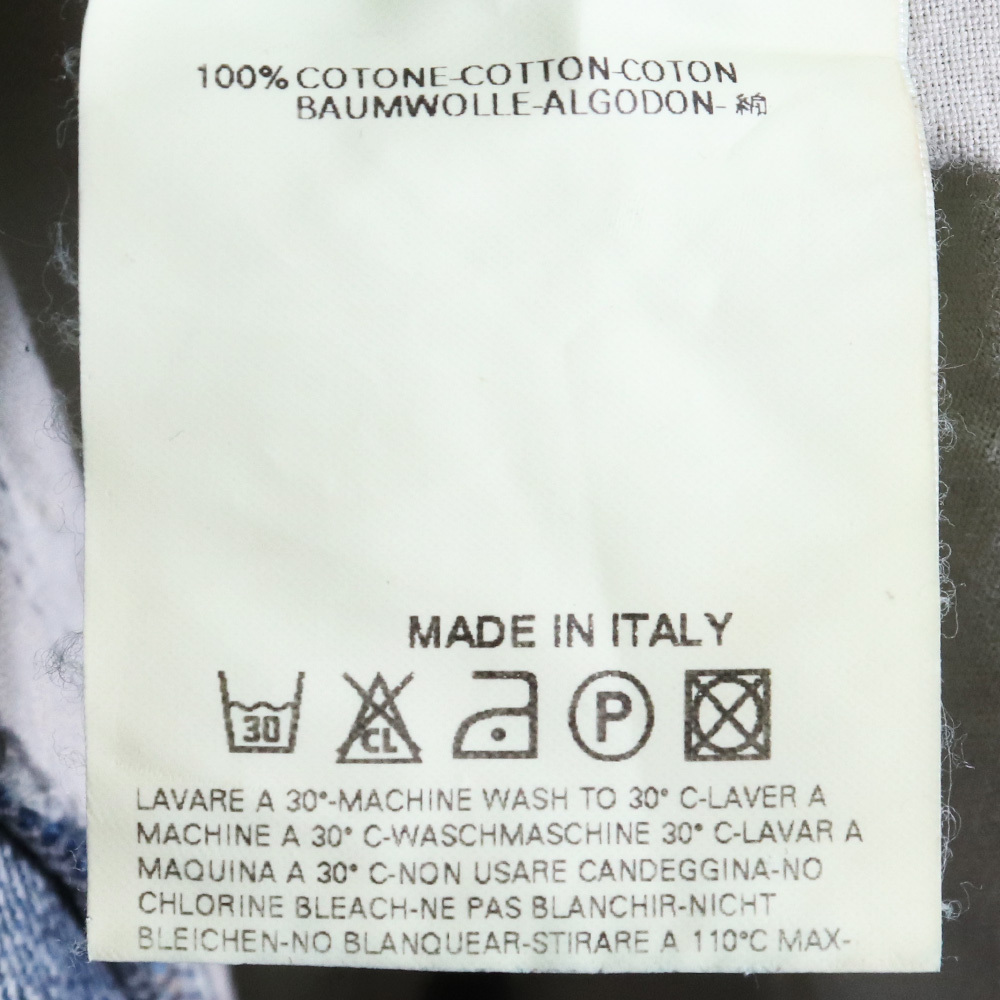 100% COTONE-COTTON-COTON
BAUMWOLLE-ALGODON-綿
MADE IN ITALY
30 CL P
LAVARE A 30°-MACHINE WASH TO 30° C-LAVER A
MACHINE A 30° C-WASCHMASCHINE 30° C-LAVAR A
MAQUINA A 30° C-NON USARE CANDEGGINA-NO
CHLORINE BLEACH-NE PAS BLANCHIR-NICHT
BLEICHEN-NO BLANQUEAR-STIRARE A 110°C MAX-